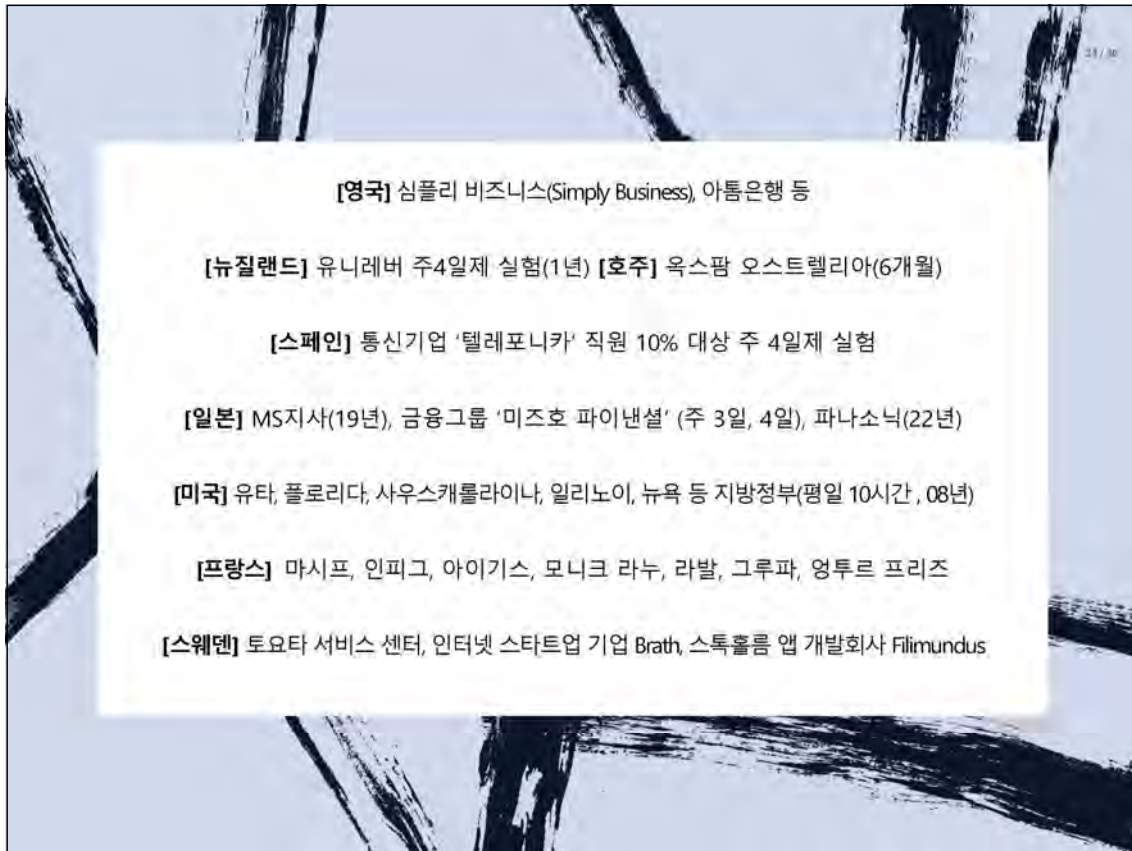 [영국] 심플리 비즈니스(Simply Business), 아톰은행 등
[뉴질랜드] 유니레버 주4일제 실험(1년) [호주] 옥스팜 오스트렐리아(6개월)
[스페인] 통신기업 ‘텔레포니카’ 직원 10% 대상 주 4일제 실험
[일본] MS지사(19년), 금융그룹 ‘미즈호 파이낸셜’ (주 3일, 4일), 파나소닉(22년)
[미국] 유타, 플로리다, 사우스캐롤라이나, 일리노이, 뉴욕 등 지방정부(평일 10시간 , 08년)
[프랑스] 마시프, 인피그, 아이기스, 모니크 라누, 라발, 그루파, 엉투르 프리즈
[스웨덴] 토요타 서비스 센터, 인터넷 스타트업 기업 Brath, 스톡홀름 앱 개발회사 Filimundus